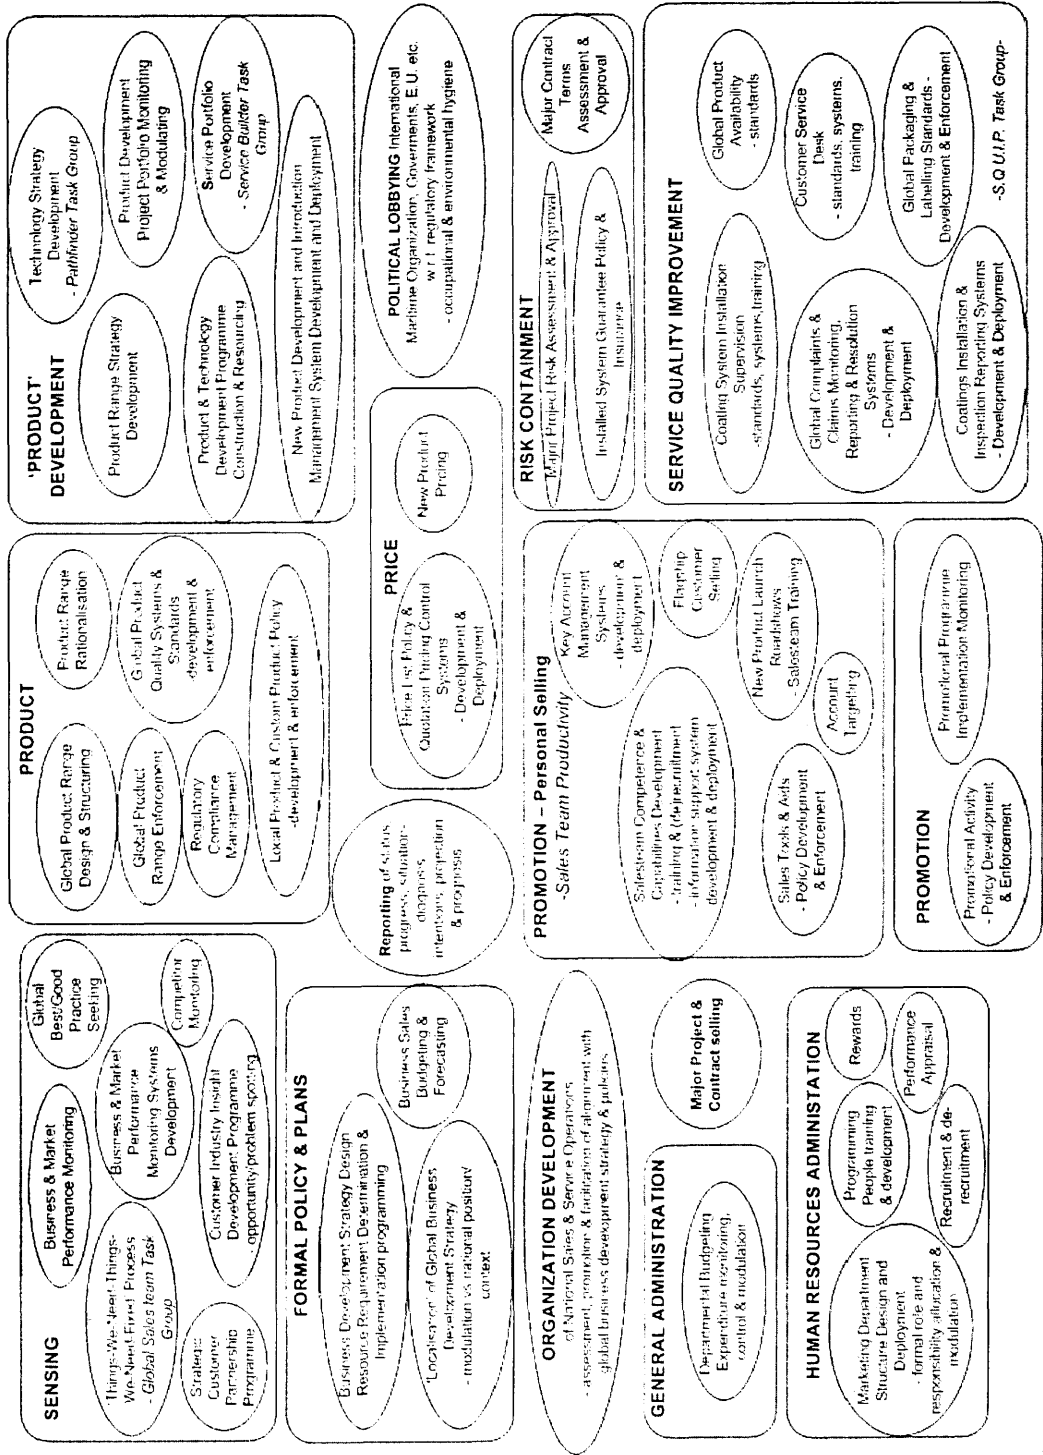 SENSING
Business & Market
Performance Monitoring
Global
Best/Good
Practice
Seeking
'Things-We-Need-Things-
We-Need-Fixed' Process
- Global Sales team Task
Group
Business & Market
Performance
Monitoring Systems
Development
Competitor
Monitoring
Strategic
Customer
Partnership
Programme
Customer Industry Insight
Development Programme
- opportunity/problem spotting
PRODUCT
Global Product Range
Design & Structuring
Product Range
Rationalisation
Global Product
Range Enforcement
Global Product
Quality Systems &
Standards
-development &
enforcement
Regulatory
Compliance
Management
Local Product & Custom Product Policy
-development & enforcement
'PRODUCT'
DEVELOPMENT
Technology Strategy
Development
- Pathfinder Task Group
Product Range Strategy
Development
Product Development
Project Portfolio Monitoring
& Modulating
Product & Technology
Development Programme
Construction & Resourcing
Service Portfolio
Development
- Service Builder Task
Group
New Product Development and Introduction
Management System Development and Deployment
FORMAL POLICY & PLANS
Business Development Strategy Design
Resource Requirement Determination &
Implementation programming
Business Sales
Budgeting &
Forecasting
'Localisation' of Global Business
Development Strategy
- modulation vs national position/
context
Reporting of status
progress, situation-
diagnosis,
intentions, projection
& prognosis
PRICE
Price List Policy &
Quotation Pricing Control
Systems
- Development &
Deployment
New Product
Pricing
POLITICAL LOBBYING International
Maritime Organization, Goverments, E.U. etc.
w.r.t regulatory framework
- occupational & environmental hygiene
ORGANIZATION DEVELOPMENT
of National Sales & Service Operations
- assessment, promotion & facilitation of alignment with
global business development strategy & policies
PROMOTION – Personal Selling
-Sales Team Productivity
Salesteam Competence &
Capabilities Development
- training & (de)recruitment
- information support system
development & deployment
Key Account
Management
Systems
- development &
deployment
Flagship
Customer
Selling
Sales Tools & Aids
- Policy Development
& Enforcement
New Product Launch
Roadshows
- Salesteam Training
Account
Targeting
RISK CONTAINMENT
Major Project Risk Assessment & Approval
Major Contract
Terms
Assessment &
Approval
Installed System Guarantee Policy &
Insurance
GENERAL ADMINISTRATION
Departmental Budgeting
Expenditure monitoring,
control & modulation
Major Project &
Contract selling
SERVICE QUALITY IMPROVEMENT
Coating System Installation
Supervision
-standards, systems,training
Global Product
Availability
- standards
Global Complaints &
Claims Monitoring,
Reporting & Resolution
Systems
- Development &
Deployment
Customer Service
Desk
- standards, systems,
training
Global Packaging &
Labelling Standards -
Development & Enforcement
Coatings Installation &
Inspection Reporting Systems
- Development & Deployment
-S.Q.U.I.P. Task Group-
HUMAN RESOURCES ADMINISTATION
Marketing Department
Structure Design and
Deployment
- formal role and
responsibility allocation &
modulation
Programming
People training
& development
Rewards
Performance
Appraisal
Recruitment & de-
recruitment
PROMOTION
Promotional Activity
- Policy Development
& Enforcement
Promotional Programme
Implementation Monitoring